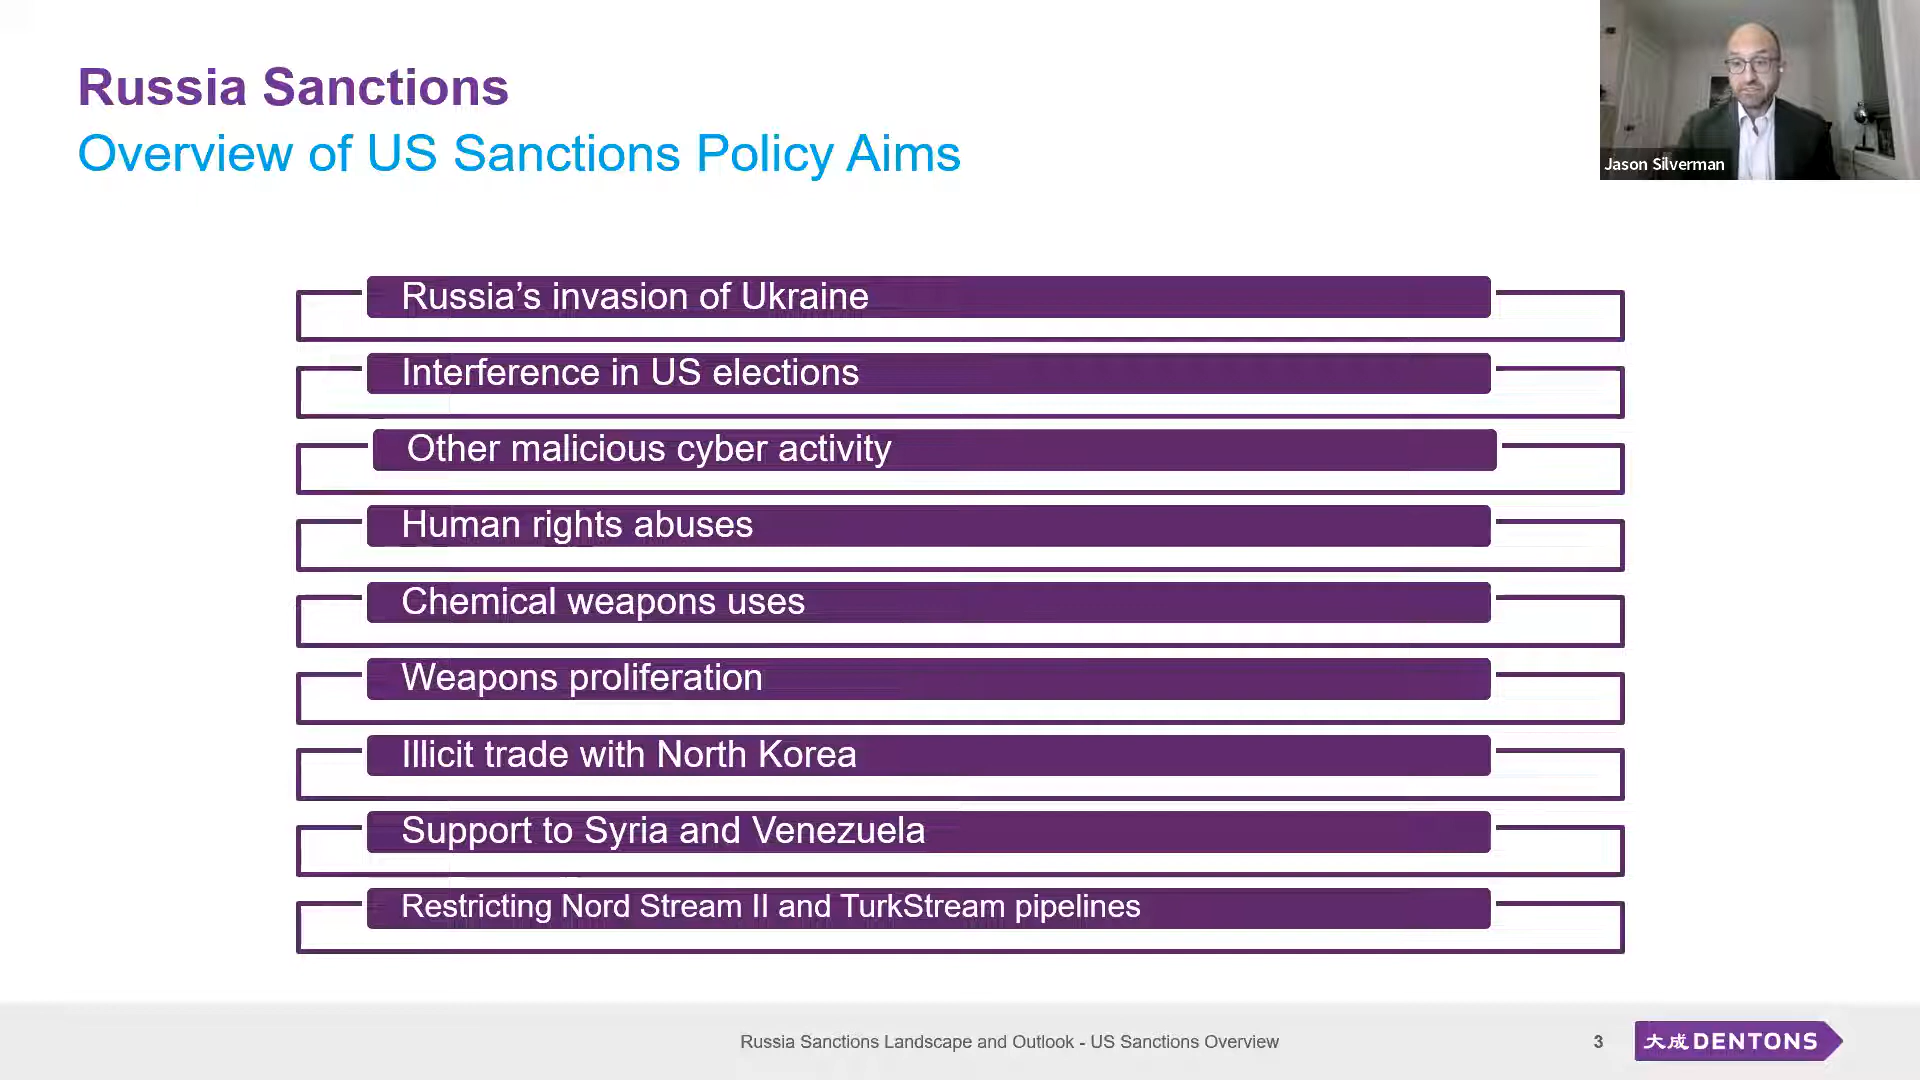 Russia Sanctions
Overview of US Sanctions Policy Aims
Jason Silverman
Russia’s invasion of Ukraine
Interference in US elections
Other malicious cyber activity
Human rights abuses
Chemical weapons uses
Weapons proliferation
Illicit trade with North Korea
Support to Syria and Venezuela
Restricting Nord Stream II and TurkStream pipelines
Russia Sanctions Landscape and Outlook - US Sanctions Overview
3
大成 DENTONS